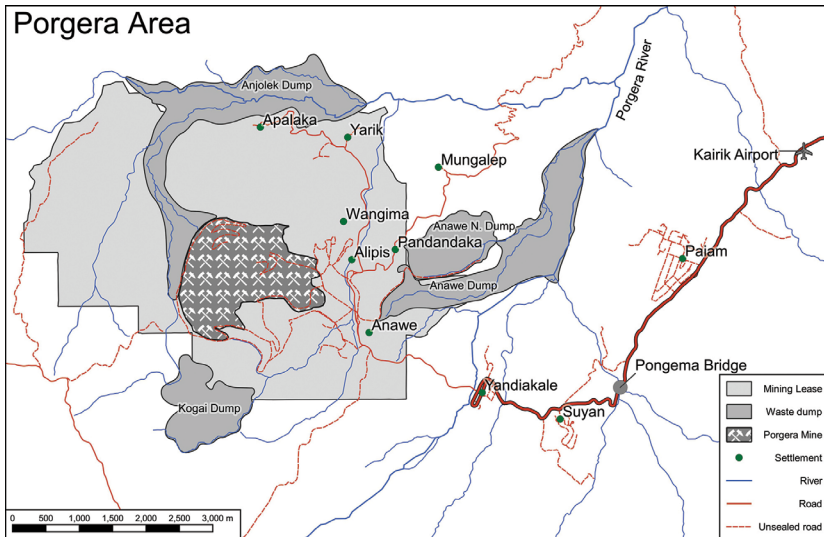 Porgera Area
Anjolek Dump
Porgera River
Apalaka
Yarik
Kairik Airport
Mungalep
Wangima
Anawe N. Dump
Pandandaka
Alipis
Paiam
Anawe Dump
Anawe
Pongema Bridge
Yandiakale
Kogai Dump
Suyan
Mining Lease
Waste dump
Porgera Mine
Settlement
River
Road
Unsealed road
0 500 1,000 1,500 2,000 2,500 3,000 m